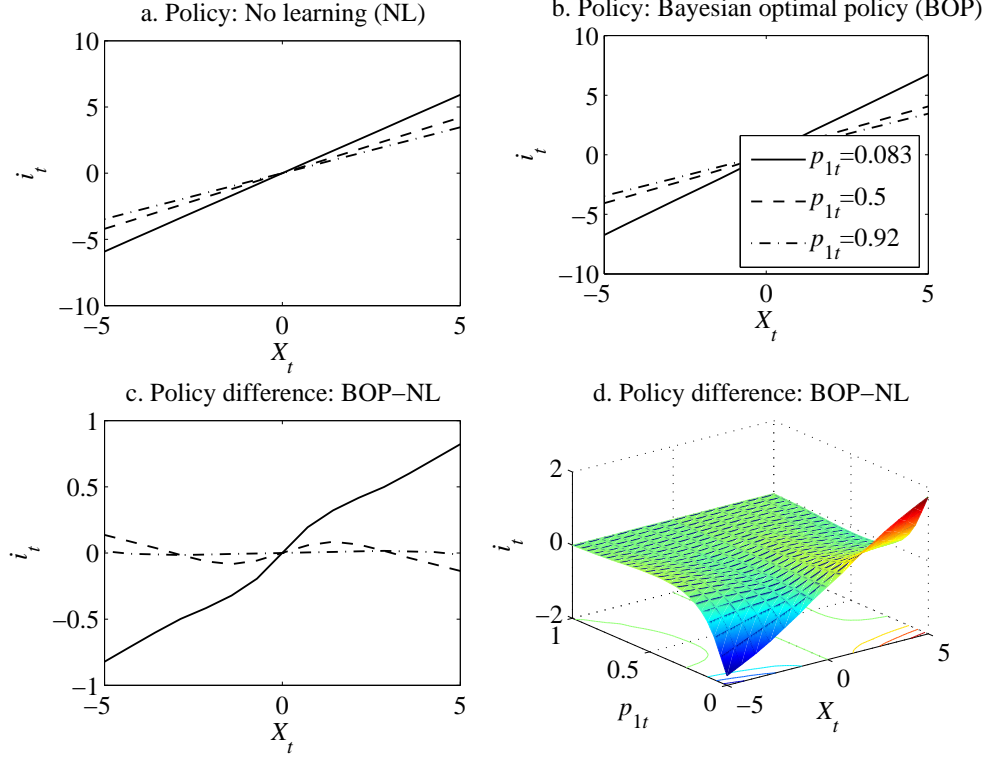 a. Policy: No learning (NL)
10
5
0
−5
−10
i_t
−5
0
5
X_t
b. Policy: Bayesian optimal policy (BOP)
10
5
0
−5
−10
i_t
−5
0
5
X_t
p_1t=0.083
p_1t=0.5
p_1t=0.92
c. Policy difference: BOP−NL
1
0.5
0
−0.5
−1
i_t
−5
0
5
X_t
d. Policy difference: BOP−NL
2
0
−2
i_t
1
0.5
0
p_1t
−5
0
5
X_t